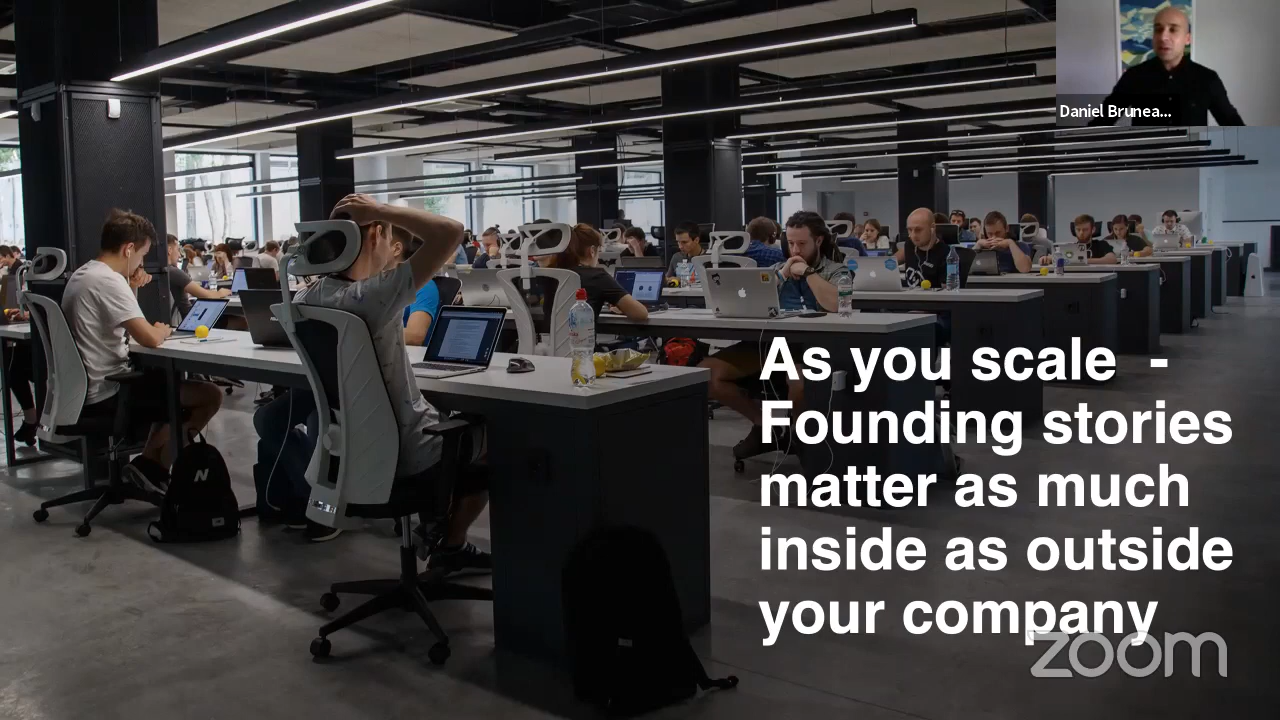 Daniel Brunea...
As you scale -
Founding stories
matter as much
inside as outside
your company
zoom